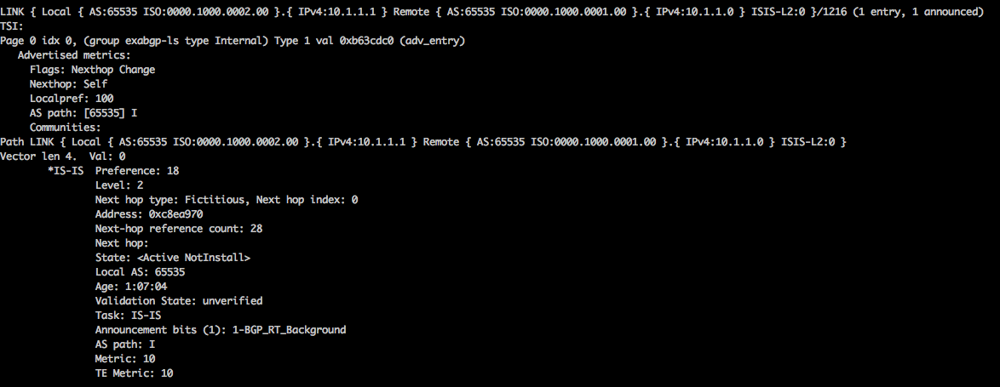 LINK { Local { AS:65535 ISO:0000.1000.0002.00 }.{ IPv4:10.1.1.1 } Remote { AS:65535 ISO:0000.1000.0001.00 }.{ IPv4:10.1.1.0 } ISIS-L2:0 }/1216 (1 entry, 1 announced)
TSI:
Page 0 idx 0, (group exabgp-ls type Internal) Type 1 val 0xb63cdc0 (adv_entry)
   Advertised metrics:
     Flags: Nexthop Change
     Nexthop: Self
     Localpref: 100
     AS path: [65535] I
     Communities:
Path LINK { Local { AS:65535 ISO:0000.1000.0002.00 }.{ IPv4:10.1.1.1 } Remote { AS:65535 ISO:0000.1000.0001.00 }.{ IPv4:10.1.1.0 } ISIS-L2:0 }
Vector len 4.  Val: 0
        *IS-IS  Preference: 18
                Level: 2
                Next hop type: Fictitious, Next hop index: 0
                Address: 0xc8ea970
                Next-hop reference count: 28
                Next hop:
                State: <Active NotInstall>
                Local AS: 65535
                Age: 1:07:04
                Validation State: unverified
                Task: IS-IS
                Announcement bits (1): 1-BGP_RT_Background
                AS path: I
                Metric: 10
                TE Metric: 10